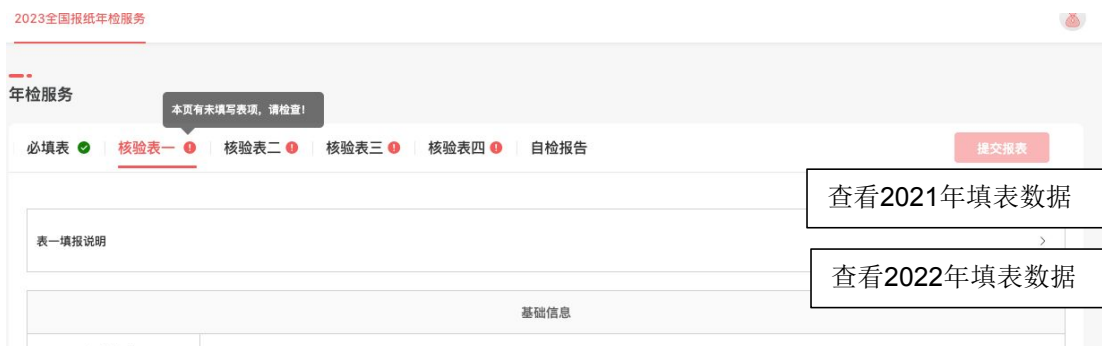 2023全国报纸年检服务
年检服务
本页有未填写表项，请检查！
必填表 核验表一 核验表二 核验表三 核验表四 自检报告 提交报表
查看2021年填表数据
表一填报说明
查看2022年填表数据
基础信息